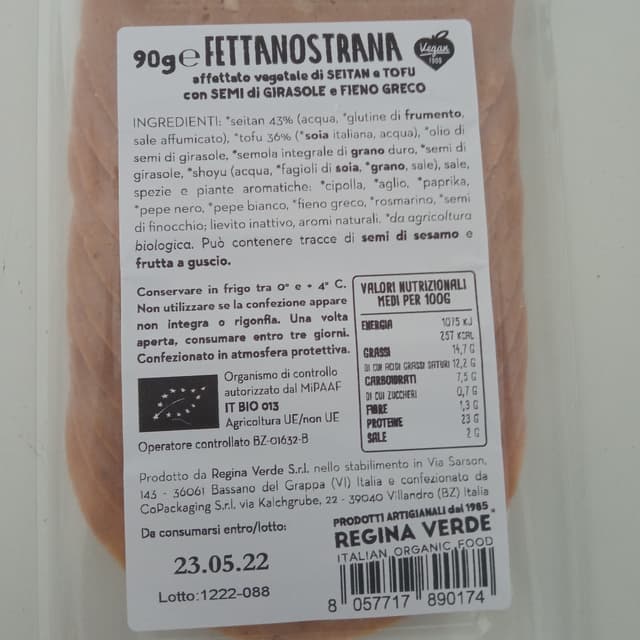 90g e FETTANOSTRANA
Vegan
FOOD
affettato vegetale di SEITAN e TOFU
con SEMI di GIRASOLE e FIENO GRECO
INGREDIENTI: *seitan 43% (acqua, *glutine di frumento,
sale affumicato), *tofu 36% (*soia italiana, acqua), *olio di
semi di girasole, *semola integrale di grano duro, *semi di
girasole, *shoyu (acqua, *fagioli di soia, *grano, sale), sale,
spezie e piante aromatiche: *cipolla, *aglio, *paprika,
*pepe nero, *pepe bianco, *fieno greco, *rosmarino, *semi
di finocchio; lievito inattivo, aromi naturali. *da agricoltura
biologica. Può contenere tracce di semi di sesamo e
frutta a guscio.
Conservare in frigo tra 0° e + 4° C.
Non utilizzare se la confezione appare
non integra o rigonfia. Una volta
aperta, consumare entro tre giorni.
Confezionato in atmosfera protettiva.
VALORI NUTRIZIONALI
MEDI PER 100G
ENERGIA 1075 KJ
257 KCAL
GRASSI 14,7 G
DI CUI ACIDI GRASSI SATURI 12,2 G
CARBOIDRATI 7,5 G
DI CUI ZUCCHERI 0,7 G
FIBRE 1,3 G
PROTEINE 23 G
SALE 2 G
Organismo di controllo
autorizzato dal MiPAAF
IT BIO 013
Agricoltura UE/non UE
Operatore controllato BZ-01632-B
Prodotto da Regina Verde S.r.l. nello stabilimento in Via Sarson,
143 - 36061 Bassano del Grappa (VI) Italia e confezionato da
CoPackaging S.r.l. via Kalchgrube, 22 - 39040 Villandro (BZ) Italia
Da consumarsi entro/lotto:
23.05.22
Lotto:1222-088
PRODOTTI ARTIGIANALI dal 1985
REGINA VERDE®
ITALIAN ORGANIC FOOD
8 057717 890174